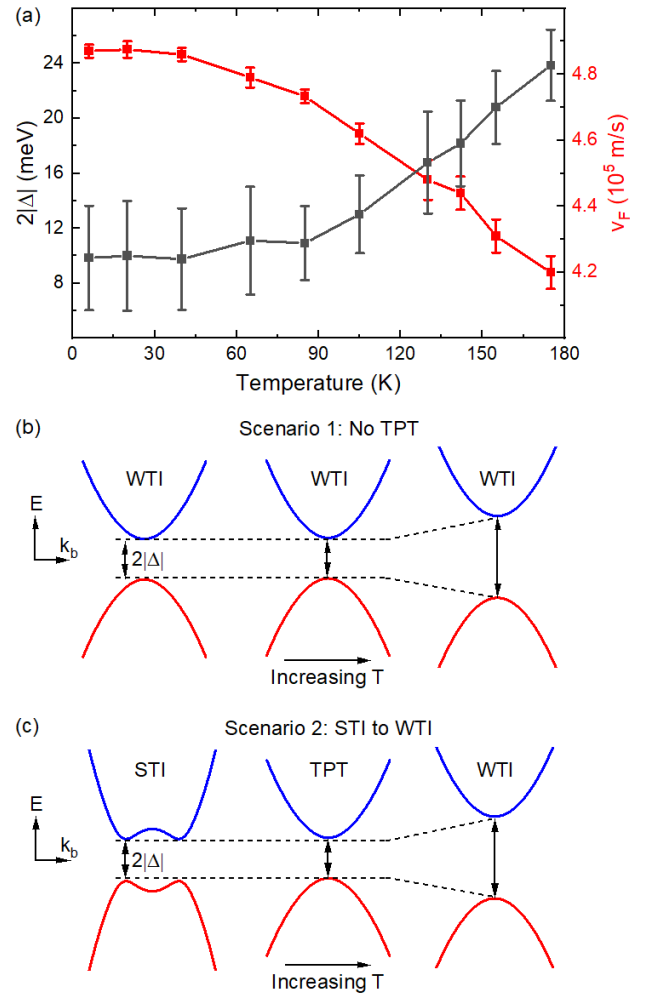 (a)
24
20
16
12
8
2|Δ| (meV)
4.8
4.6
4.4
4.2
v_F (10^5 m/s)
0 30 60 90 120 150 180
Temperature (K)
(b) Scenario 1: No TPT
WTI WTI WTI
E
k_b
2|Δ|
Increasing T
(c) Scenario 2: STI to WTI
STI TPT WTI
E
k_b
2|Δ|
Increasing T